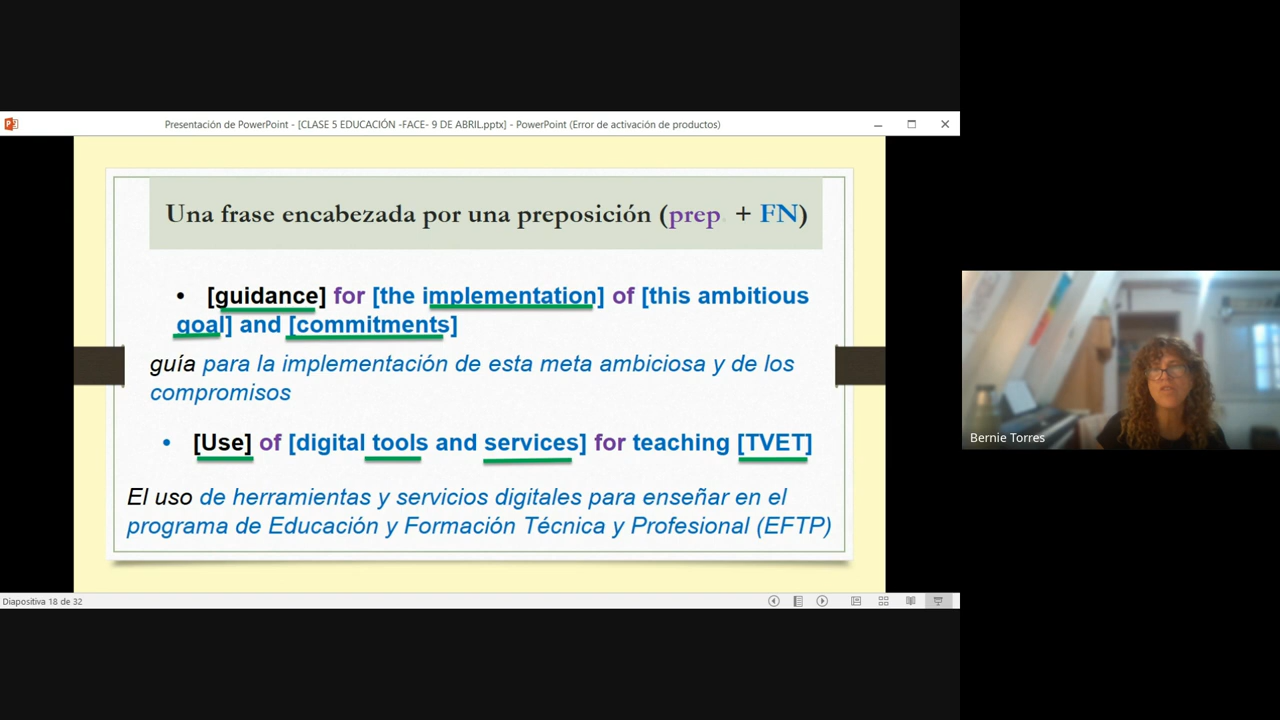 Presentación de PowerPoint - [CLASE 5 EDUCACIÓN -FACE- 9 DE ABRIL.pptx] - PowerPoint (Error de activación de productos)
Una frase encabezada por una preposición (prep. + FN)
• [guidance] for [the implementation] of [this ambitious
goal] and [commitments]
guía para la implementación de esta meta ambiciosa y de los
compromisos
• [Use] of [digital tools and services] for teaching [TVET]
El uso de herramientas y servicios digitales para enseñar en el
programa de Educación y Formación Técnica y Profesional (EFTP)
Diapositiva 18 de 32
Bernie Torres